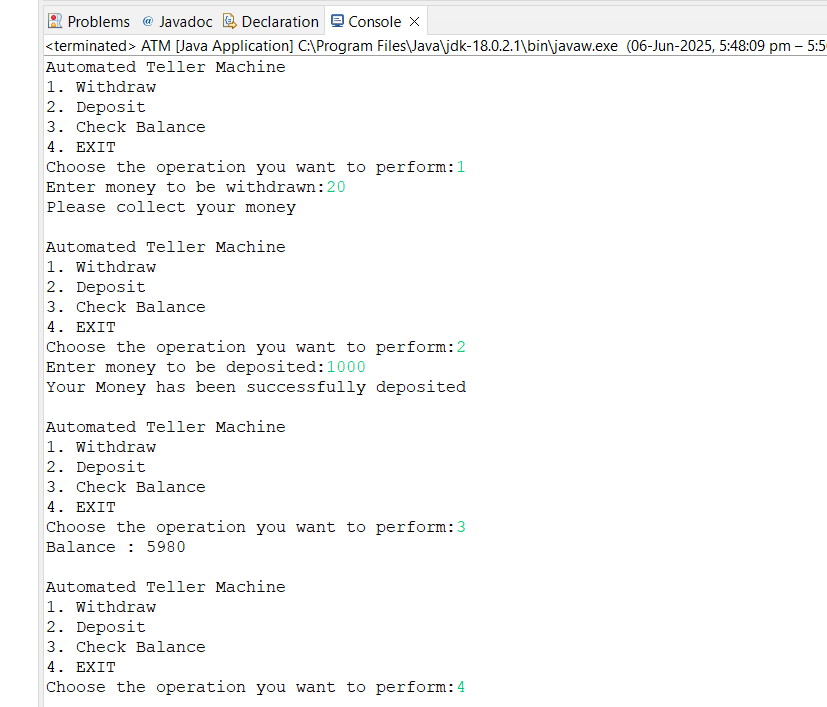 Problems @ Javadoc Declaration Console
<terminated> ATM [Java Application] C:\Program Files\Java\jdk-18.0.2.1\bin\javaw.exe (06-Jun-2025, 5:48:09 pm – 5:5
Automated Teller Machine
1. Withdraw
2. Deposit
3. Check Balance
4. EXIT
Choose the operation you want to perform:1
Enter money to be withdrawn:20
Please collect your money
Automated Teller Machine
1. Withdraw
2. Deposit
3. Check Balance
4. EXIT
Choose the operation you want to perform:2
Enter money to be deposited:1000
Your Money has been successfully deposited
Automated Teller Machine
1. Withdraw
2. Deposit
3. Check Balance
4. EXIT
Choose the operation you want to perform:3
Balance : 5980
Automated Teller Machine
1. Withdraw
2. Deposit
3. Check Balance
4. EXIT
Choose the operation you want to perform:4